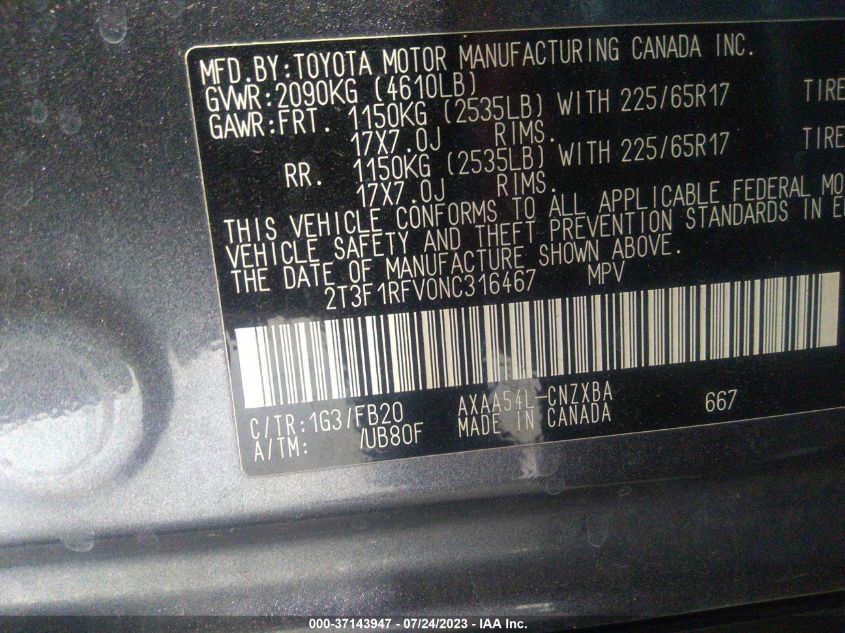 MFD.BY:TOYOTA MOTOR MANUFACTURING CANADA INC.
GVWR:2090KG (4610LB)
GAWR:FRT. 1150KG (2535LB) WITH 225/65R17 TIRE
17X7.0J RIMS.
RR. 1150KG (2535LB) WITH 225/65R17 TIRE
17X7.0J RIMS.
THIS VEHICLE CONFORMS TO ALL APPLICABLE FEDERAL MO
VEHICLE SAFETY AND THEFT PREVENTION STANDARDS IN E
THE DATE OF MANUFACTURE SHOWN ABOVE.
2T3F1RFV0NC316467 MPV
C/TR:1G3/FB20 AXAA54L-CNZXBA 667
A/TM: /UB80F MADE IN CANADA
000-37143947 / 07/24/2023 - IAA Inc.